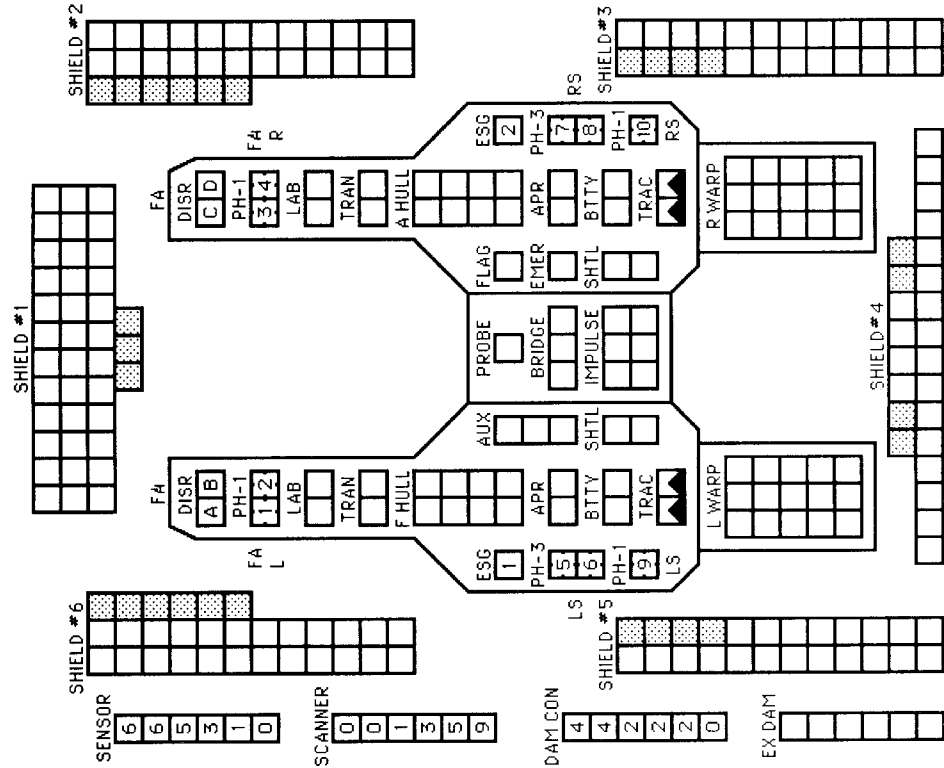 SHIELD #1
SHIELD #2
SHIELD #3
SHIELD #4
SHIELD #5
SHIELD #6
SENSOR
6
6
5
3
1
0
SCANNER
0
0
1
3
5
9
DAM CON
4
4
2
2
2
0
EX DAM
FA
DISR
A B
PH-1
1 2
FA
L
LAB
TRAN
F HULL
ESG
1
PH-3
5
6
LS
PH-1
9
LS
APR
BTTY
TRAC
L WARP
AUX
SHTL
PROBE
BRIDGE
IMPULSE
FLAG
EMER
SHTL
FA
DISR
C D
PH-1
3 4
FA
R
LAB
TRAN
A HULL
ESG
2
PH-3
7
8
RS
PH-1
10
RS
APR
BTTY
TRAC
R WARP